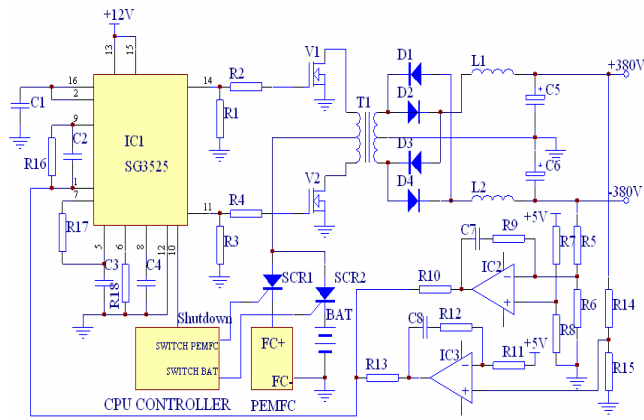 +12V
13
15
16
2
14
C1
9
C2
IC1
SG3525
R16
1
7
R17
11
5
6
8
12
10
C3
R18
C4
R2
R1
V1
R4
R3
V2
T1
D1
D2
D3
D4
L1
L2
C5
C6
+380V
-380V
+5V
R7
R5
C7
R9
IC2
R10
R6
R8
R14
R15
SCR1
SCR2
BAT
Shutdown
SWITCH PEMFC
SWITCH BAT
CPU CONTROLLER
FC+
FC-
PEMFC
C8
R12
IC3
R13
R11
+5V
-
+
-
+